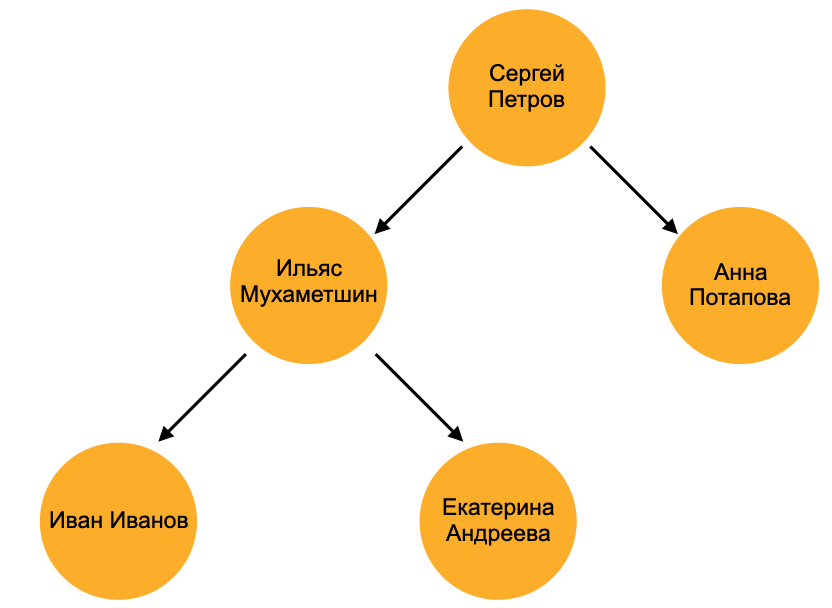 Сергей
Петров
Ильяс
Мухаметшин
Анна
Потапова
Иван Иванов
Екатерина
Андреева